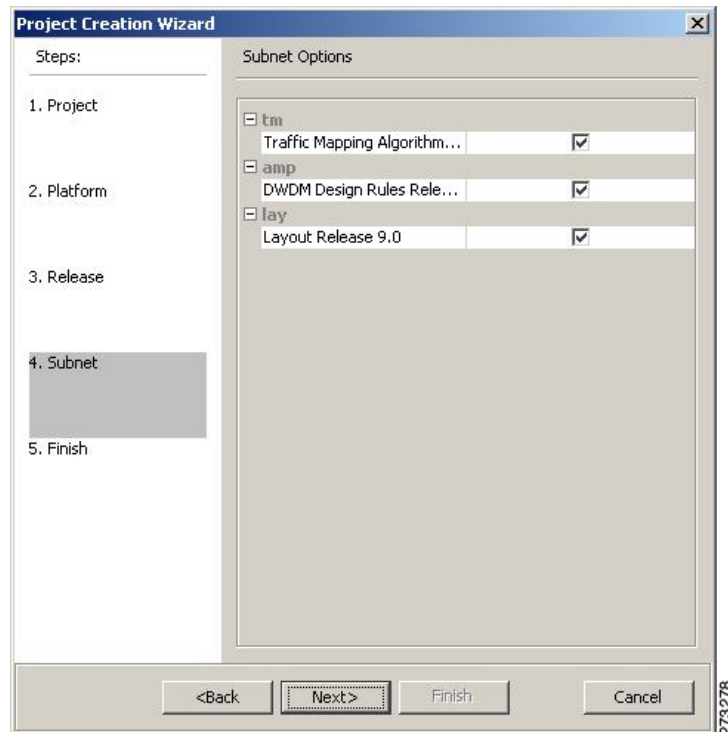 Project Creation Wizard
Steps:
1. Project
2. Platform
3. Release
4. Subnet
5. Finish
Subnet Options
tm
Traffic Mapping Algorithm...
amp
DWDM Design Rules Rele...
lay
Layout Release 9.0
<Back
Next>
Finish
Cancel
273278